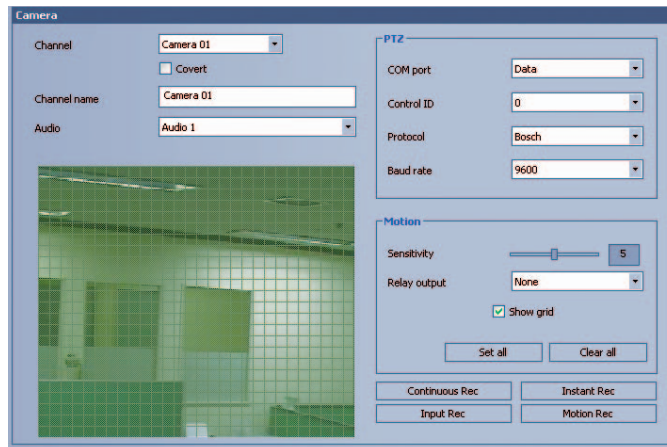 Camera
Channel
Camera 01
Covert
Channel name
Camera 01
Audio
Audio 1
PTZ
COM port
Data
Control ID
0
Protocol
Bosch
Baud rate
9600
Motion
Sensitivity
5
Relay output
None
Show grid
Set all
Clear all
Continuous Rec
Instant Rec
Input Rec
Motion Rec